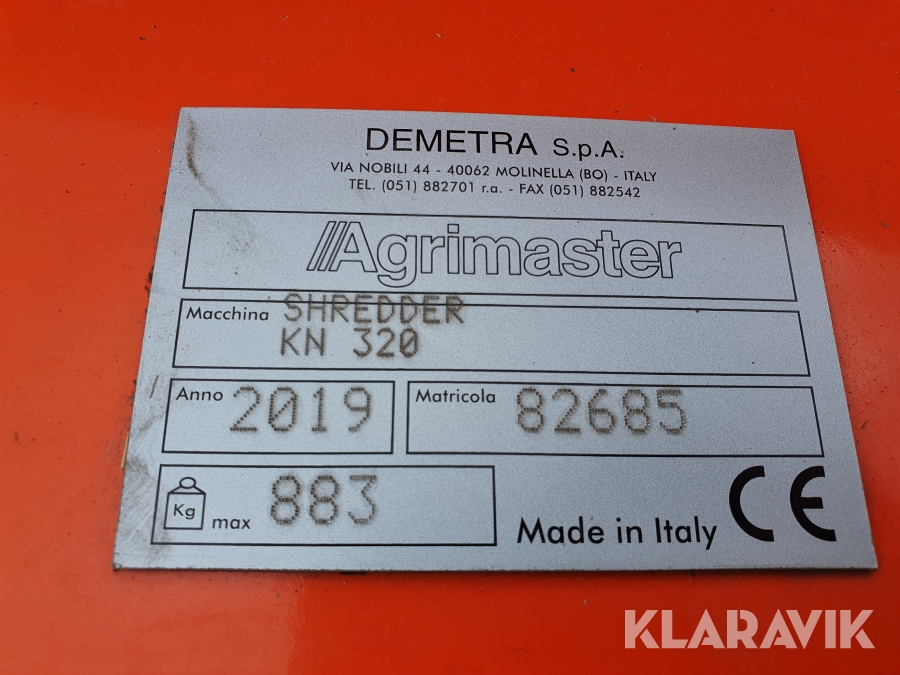 DEMETRA S.p.A.
VIA NOBILI 44 - 40062 MOLINELLA (BO) - ITALY
TEL. (051) 882701 r.a. - FAX (051) 882542
Agrimaster
Macchina SHREDDER
KN 320
Anno 2019 Matricola 82685
Kg max 883
Made in Italy CE
KLARAVIK